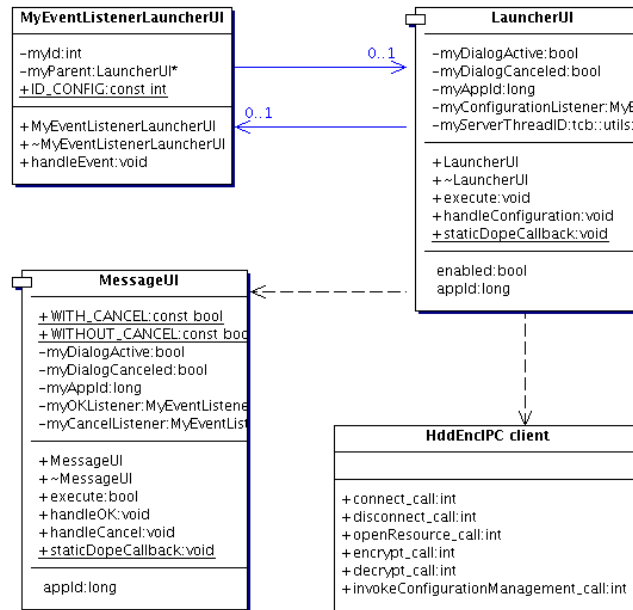 MyEventListenerLauncherUI
-myId:int
-myParent:LauncherUI*
+ID_CONFIG:const int
+MyEventListenerLauncherUI
+~MyEventListenerLauncherUI
+handleEvent:void
0..1
0..1
LauncherUI
-myDialogActive:bool
-myDialogCanceled:bool
-myAppId:long
-myConfigurationListener:MyE
-myServerThreadID:tcb::utils:
+LauncherUI
+~LauncherUI
+execute:void
+handleConfiguration:void
+staticDopeCallback:void
enabled:bool
appId:long
MessageUI
+WITH_CANCEL:const bool
+WITHOUT_CANCEL:const boo
-myDialogActive:bool
-myDialogCanceled:bool
-myAppId:long
-myOKListener:MyEventListene
-myCancelListener:MyEventList
+MessageUI
+~MessageUI
+execute:bool
+handleOK:void
+handleCancel:void
+staticDopeCallback:void
appId:long
HddEncIPC client
+connect_call:int
+disconnect_call:int
+openResource_call:int
+encrypt_call:int
+decrypt_call:int
+invokeConfigurationManagement_call:int